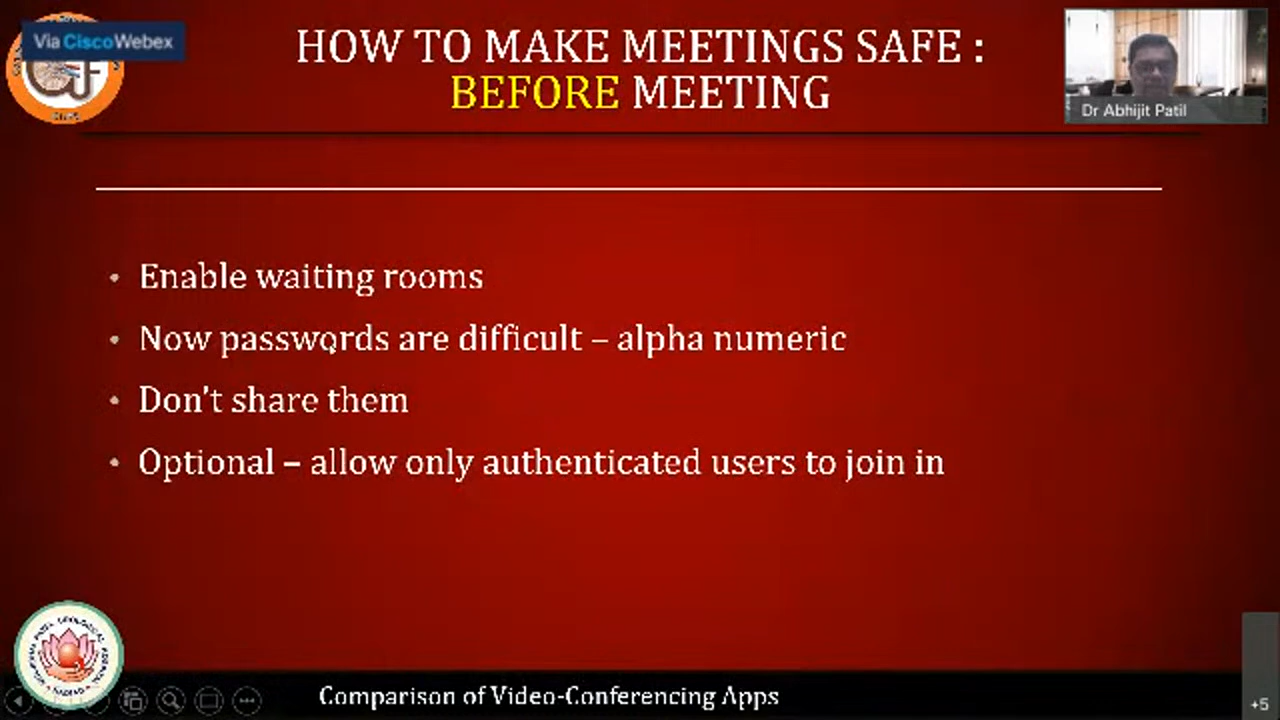 Via CiscoWebex
HOW TO MAKE MEETINGS SAFE :
BEFORE MEETING
Dr Abhijit Patil
• Enable waiting rooms
• Now passwords are difficult – alpha numeric
• Don't share them
• Optional – allow only authenticated users to join in
Comparison of Video-Conferencing Apps
+5